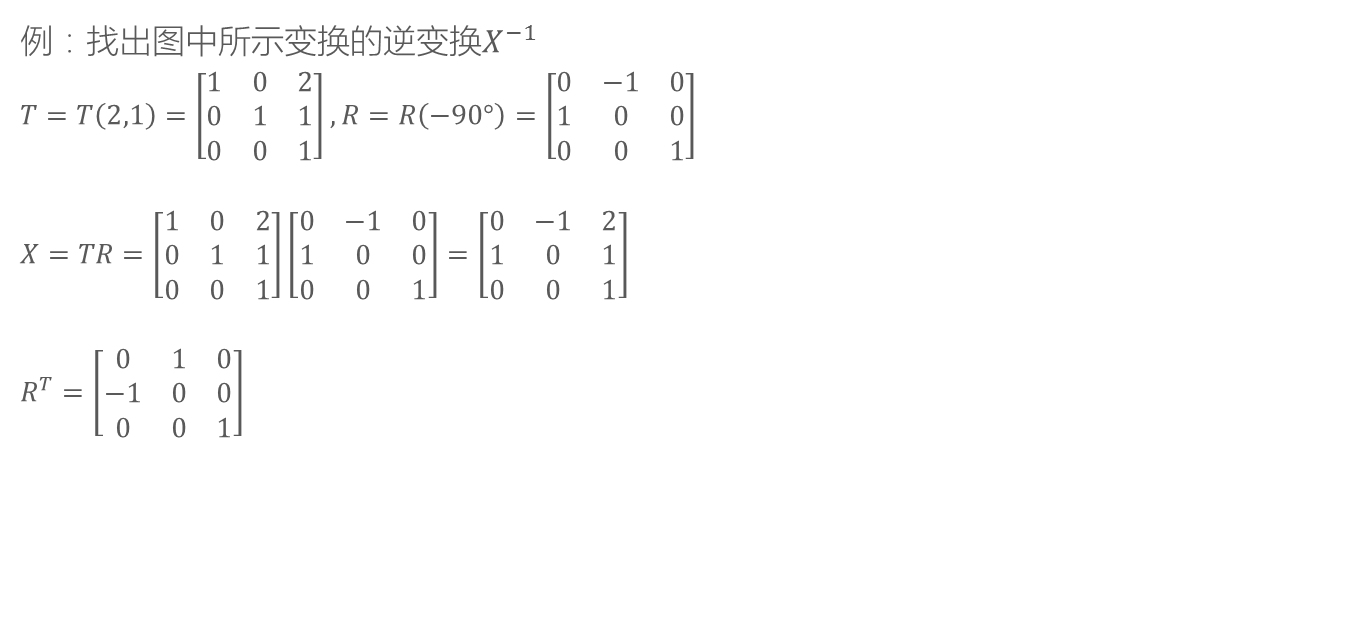 例：找出图中所示变换的逆变换X⁻¹
T = T(2,1) = [1 0 2; 0 1 1; 0 0 1], R = R(−90°) = [0 −1 0; 1 0 0; 0 0 1]
X = TR = [1 0 2; 0 1 1; 0 0 1] [0 −1 0; 1 0 0; 0 0 1] = [0 −1 2; 1 0 1; 0 0 1]
Rᵀ = [0 1 0; −1 0 0; 0 0 1]